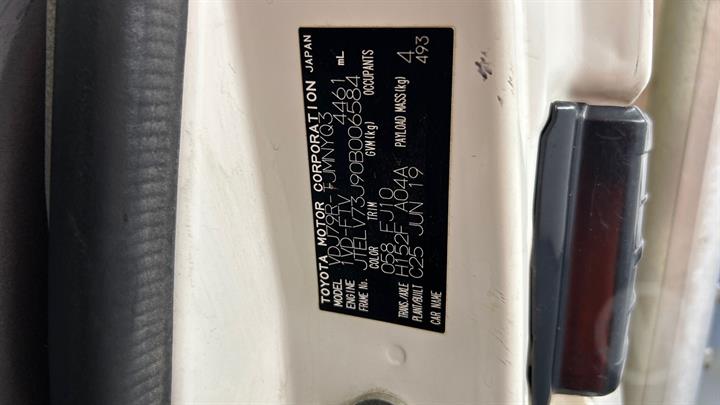 TOYOTA MOTOR CORPORATION JAPAN
MODEL VDJ79R-TJMNYQ3
ENGINE 1VD-FTV 4461 mL
FRAME No. JTELV73J90B006584
COLOR TRIM GVM(kg) OCCUPANTS
058 FJ10 4
TRANS/AXLE H152F A04A PAYLOAD MASS(kg) 493
PLANT/BUILT C25 JUN 19
CAR NAME